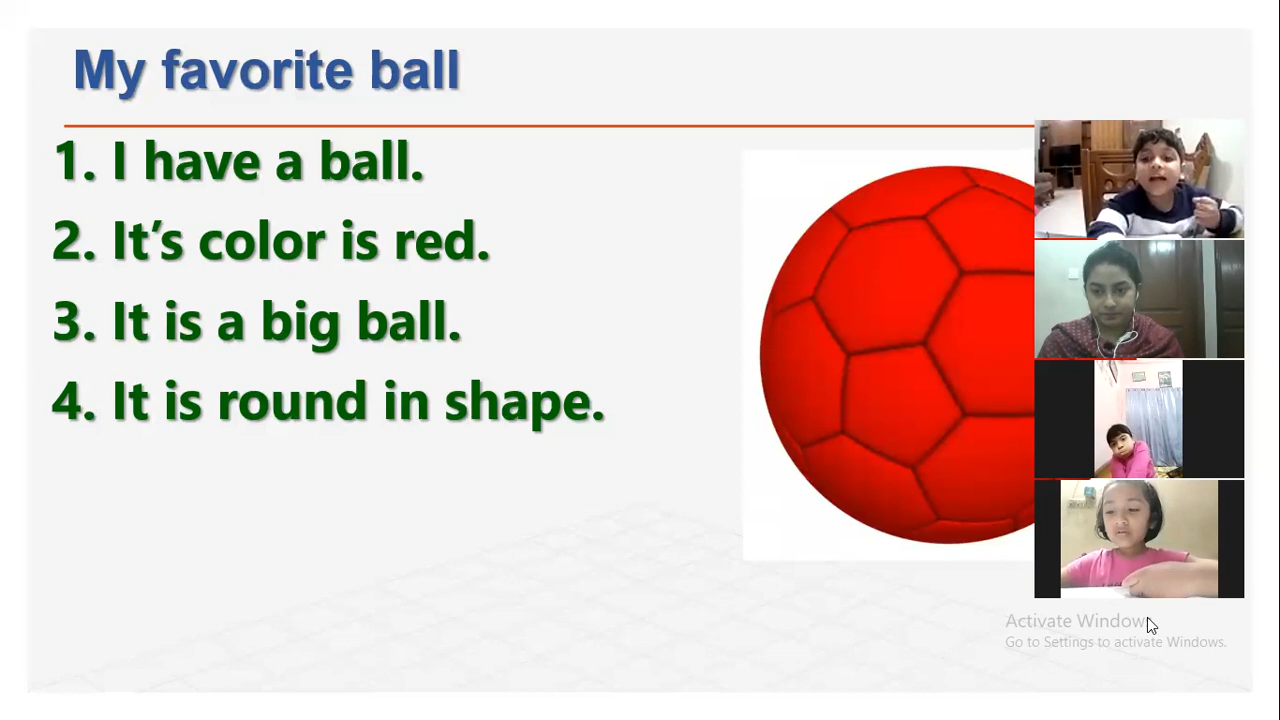 My favorite ball
1. I have a ball.
2. It’s color is red.
3. It is a big ball.
4. It is round in shape.
Activate Window
Go to Settings to activate Windows.